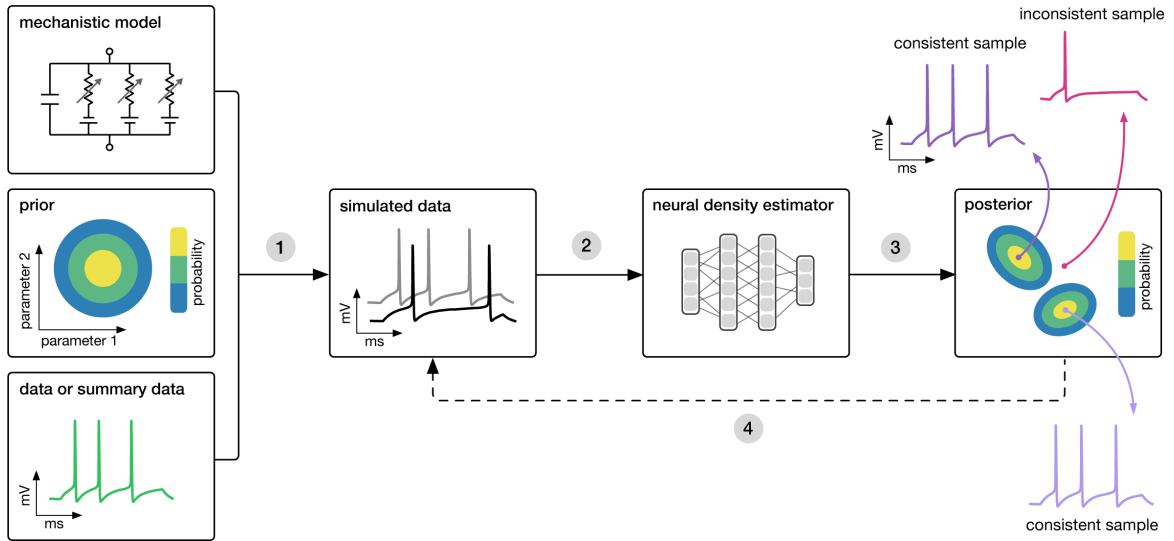 mechanistic model
prior
parameter 2
parameter 1
probability
data or summary data
mV
ms
1
simulated data
mV
ms
2
neural density estimator
3
posterior
probability
consistent sample
mV
ms
inconsistent sample
4
consistent sample